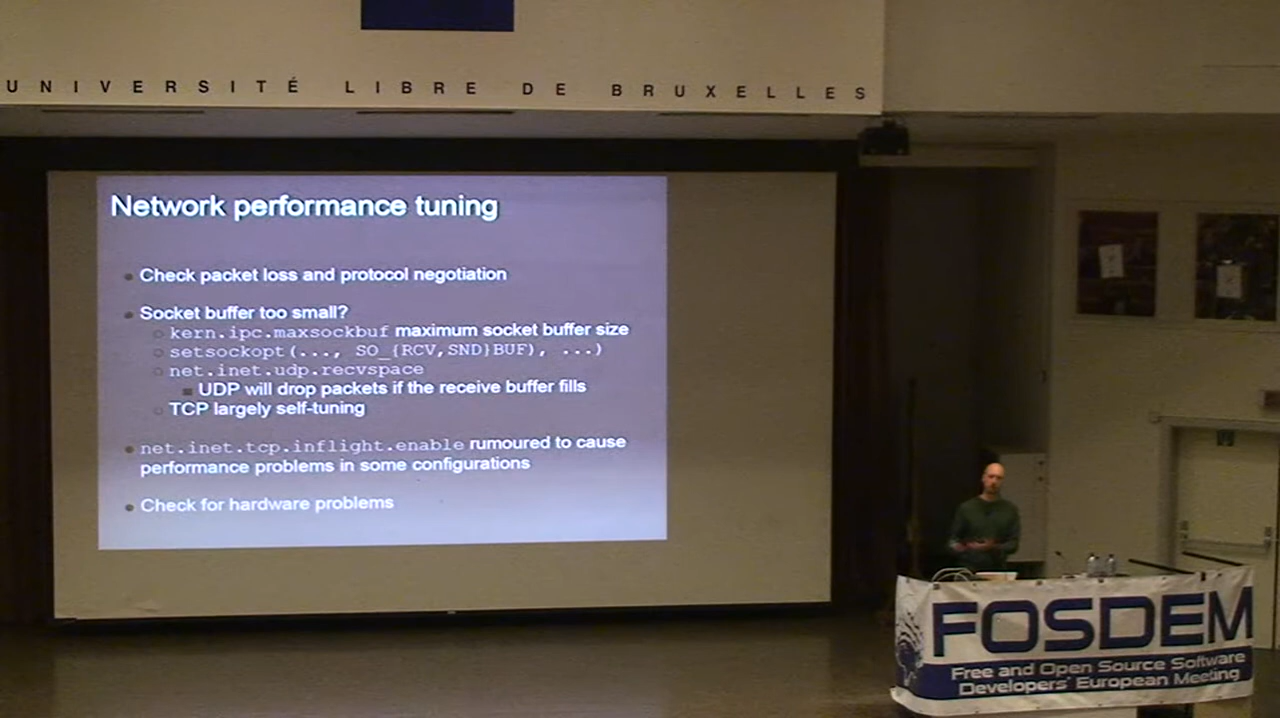 UNIVERSITÉ LIBRE DE BRUXELLES
Network performance tuning
Check packet loss and protocol negotiation
Socket buffer too small?
kern.ipc.maxsockbuf maximum socket buffer size
setsockopt(..., SO_{RCV,SND}BUF), ...)
net.inet.udp.recvspace
UDP will drop packets if the receive buffer fills
TCP largely self-tuning
net.inet.tcp.inflight.enable rumoured to cause
performance problems in some configurations
Check for hardware problems
FOSDEM
Free and Open Source Software
Developers' European Meeting